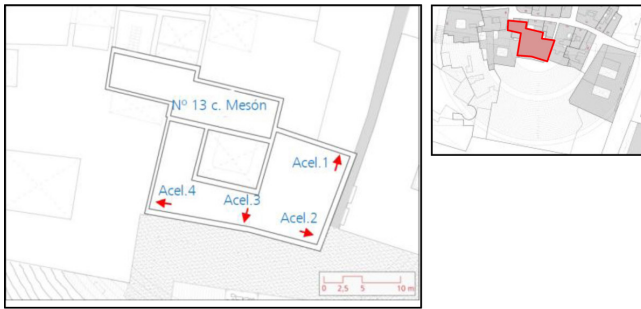 Nº 13 c. Mesón
Acel.1
Acel.4
Acel.3
Acel.2
0 2,5 5 10 m